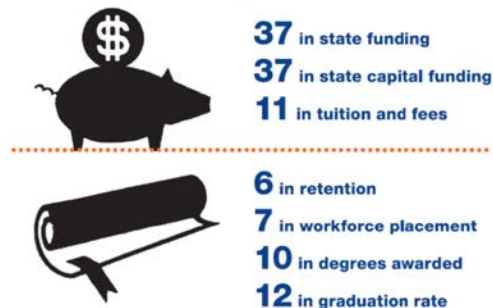 $
37 in state funding
37 in state capital funding
11 in tuition and fees
6 in retention
7 in workforce placement
10 in degrees awarded
12 in graduation rate